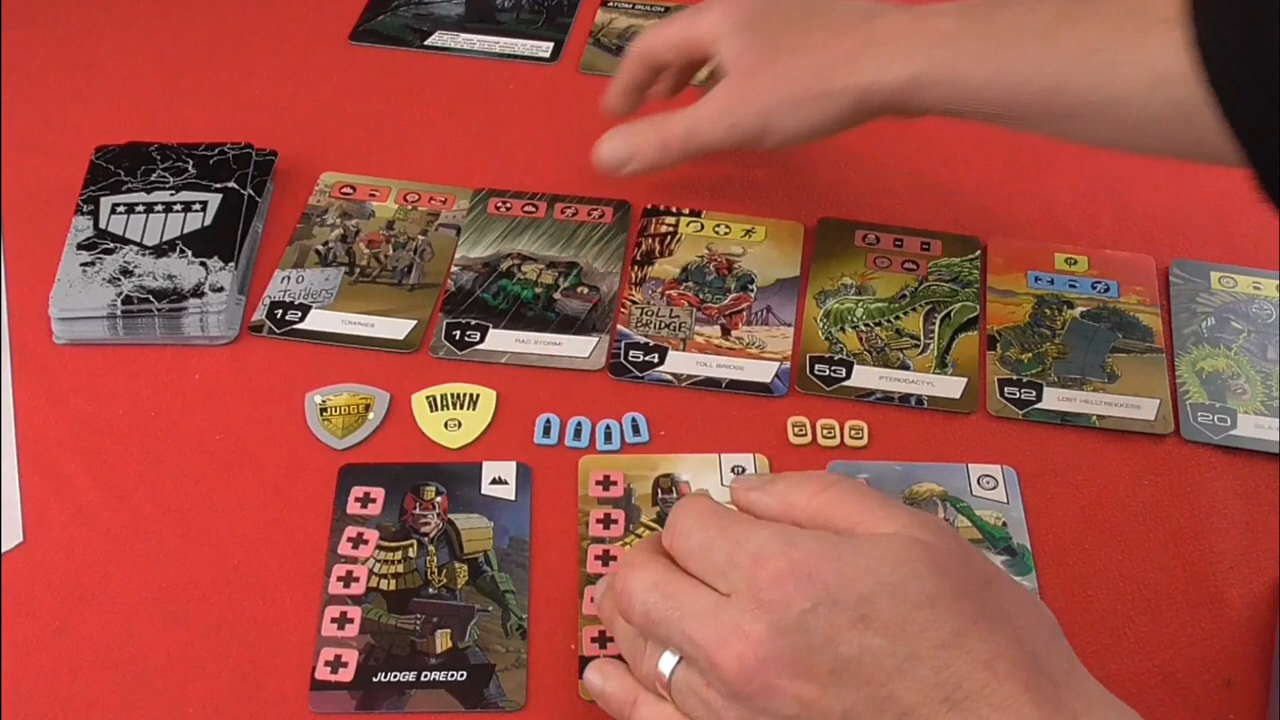 ATOM GULCH
no
outsiders
12
TOWNIES
13
RAD STORM!
TOLL
BRIDGE
54
TOLL BRIDGE
53
PTERODACTYL
52
LOST HELLTREKKERS
20
JUDGE
DAWN
JUDGE DREDD